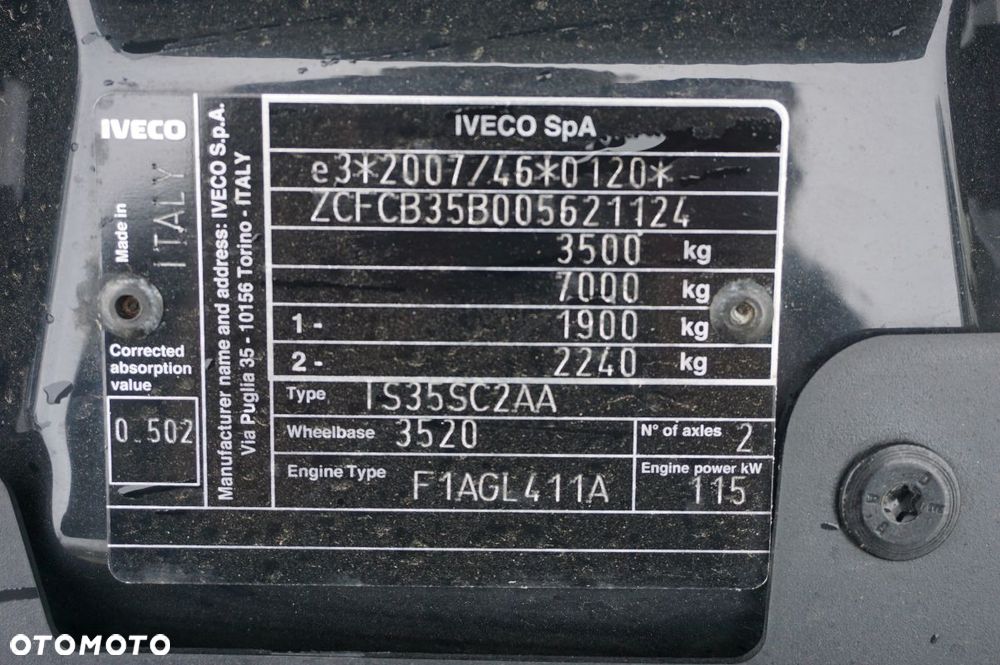 IVECO
Made in ITALY
Corrected
absorption
value
0.502
Manufacturer name and address: IVECO S.p.A.
Via Puglia 35 - 10156 Torino - ITALY
IVECO SpA
e3*2007/46*0120*
ZCFCB35B005621124
3500 kg
7000 kg
1- 1900 kg
2- 2240 kg
Type IS35SC2AA
Wheelbase 3520
N° of axles 2
Engine Type F1AGL411A
Engine power kW
115
OTOMOTO